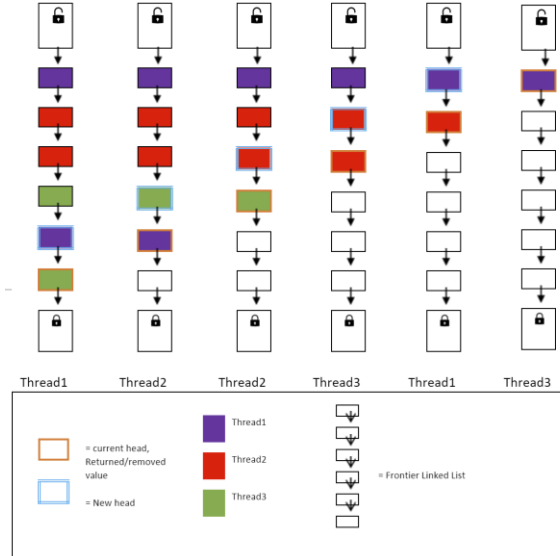 Thread1
Thread2
Thread2
Thread3
Thread1
Thread3
= current head,
Returned/removed
value
= New head
Thread1
Thread2
Thread3
= Frontier Linked List